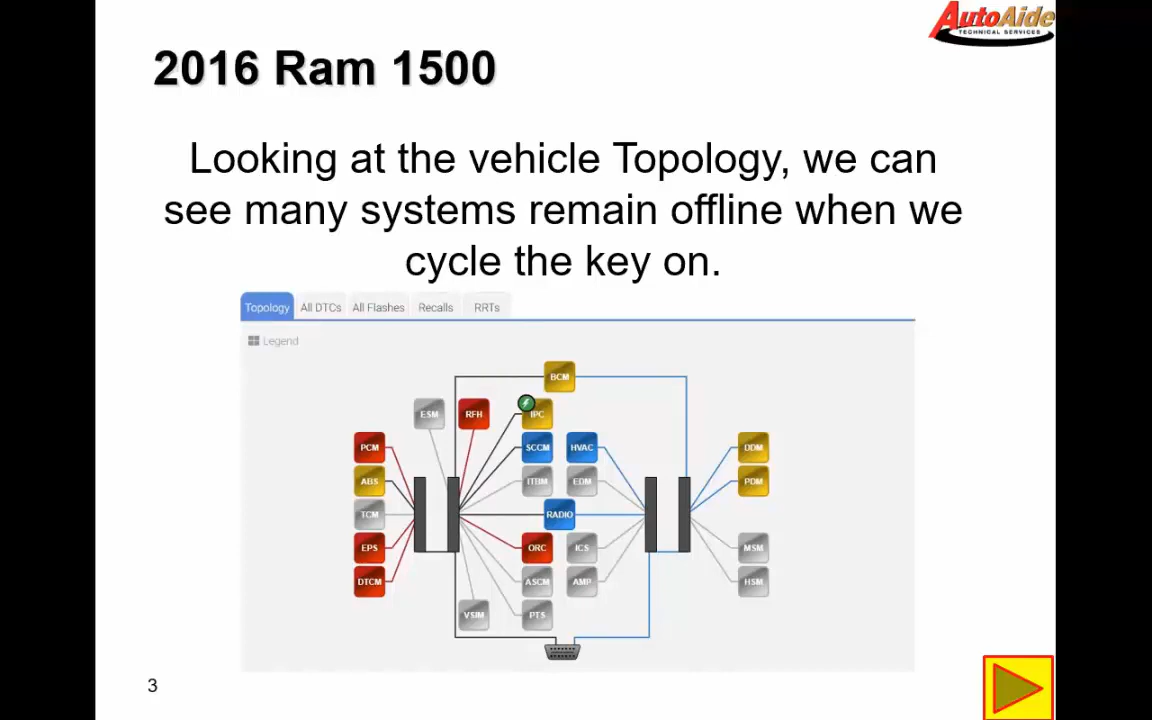 AutoAide
TECHNICAL SERVICES
2016 Ram 1500
Looking at the vehicle Topology, we can
see many systems remain offline when we
cycle the key on.
Topology All DTCs All Flashes Recalls RRTs
Legend
BCM
ESM RFH IPC
PCM SCCM HVAC DDM
ABS ITBM EDM PDM
TCM RADIO
EPS ORC ICS MSM
DTCM ASCM AMP HSM
VSIM PTS
3